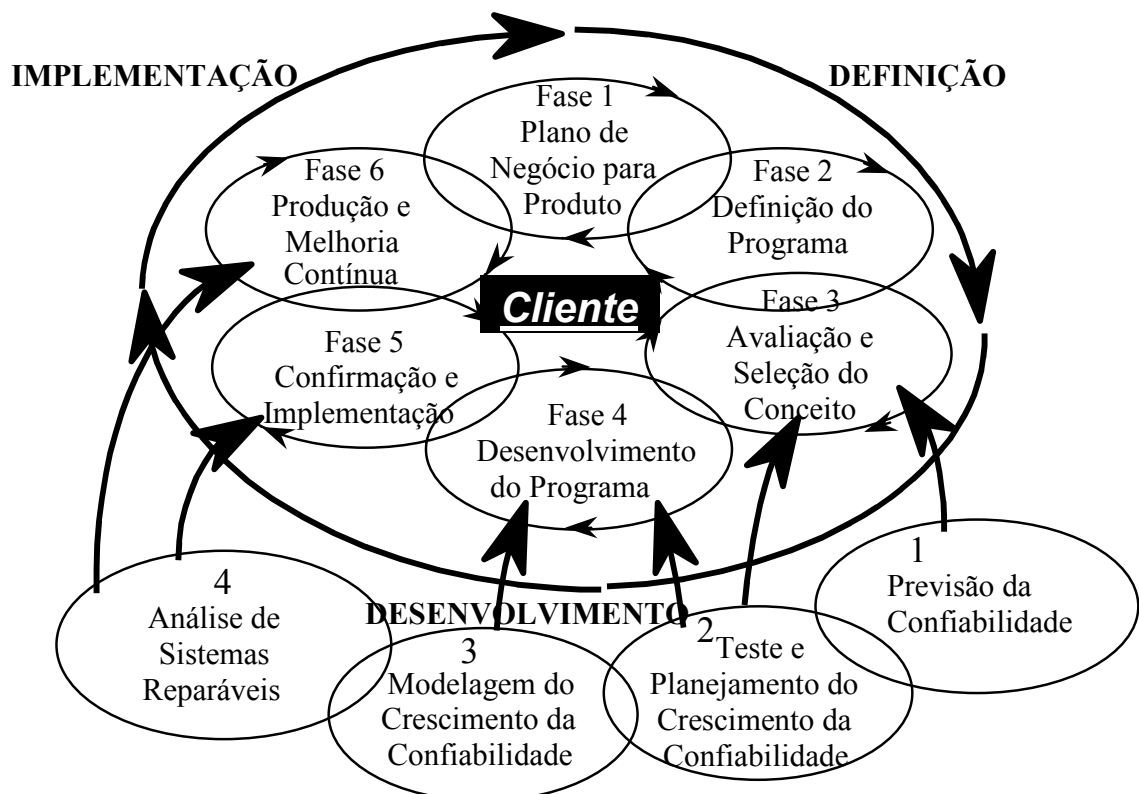 IMPLEMENTAÇÃO
DEFINIÇÃO
Fase 1
Plano de
Negócio para
Produto
Fase 2
Definição do
Programa
Fase 6
Produção e
Melhoria
Contínua
Cliente
Fase 3
Avaliação e
Seleção do
Conceito
Fase 5
Confirmação e
Implementação
Fase 4
Desenvolvimento
do Programa
DESENVOLVIMENTO
1
Previsão da
Confiabilidade
2
Teste e
Planejamento do
Crescimento da
Confiabilidade
3
Modelagem do
Crescimento da
Confiabilidade
4
Análise de
Sistemas
Reparáveis